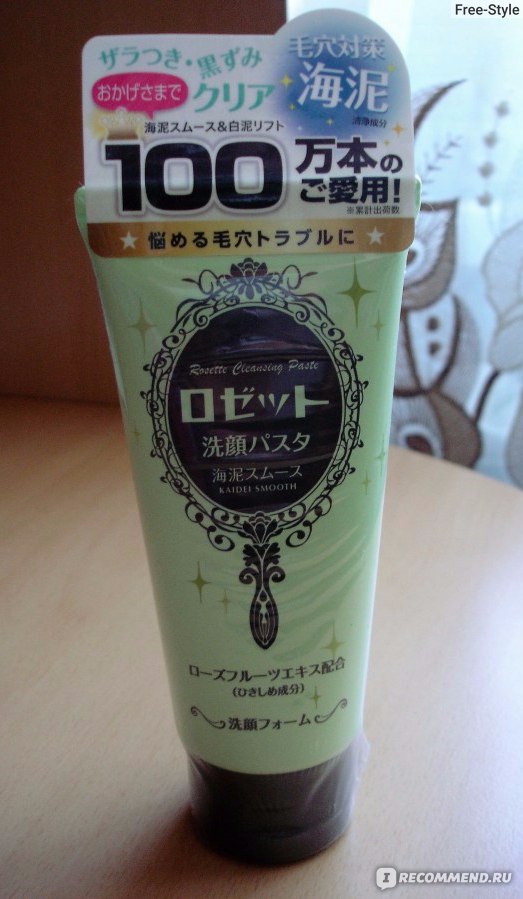 Free-Style
ザラつき・黒ずみ
クリア
おかげさまで
毛穴対策
海泥
清浄成分
海泥スムース&白泥リフト
100万本の
ご愛用!
※累計出荷数
悩める毛穴トラブルに
Rosette Cleansing Paste
ロゼット
洗顔パスタ
海泥スムース
KAIDEI SMOOTH
ローズフルーツエキス配合
(ひきしめ成分)
洗顔フォーム
IRECOMMEND.RU